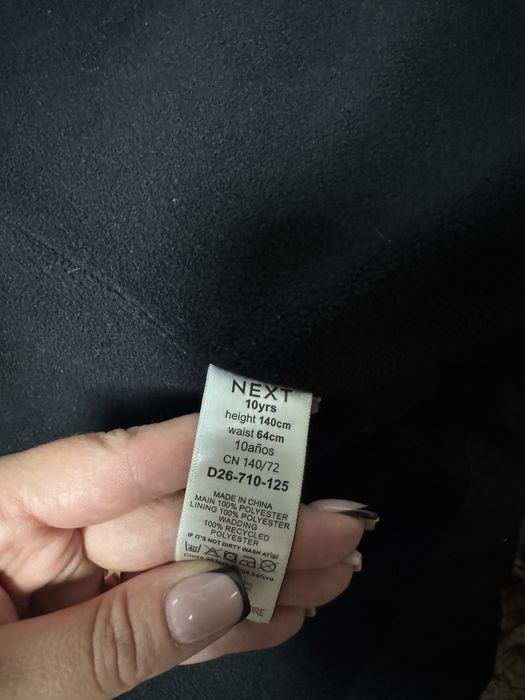 NEXT
10yrs
height 140cm
waist 64cm
10años
CN 140/72
D26-710-125
MADE IN CHINA
MAIN 100% POLYESTER
LINING 100% POLYESTER
WADDING
100% RECYCLED
POLYESTER
IF IT'S NOT DIRTY WASH AT
before